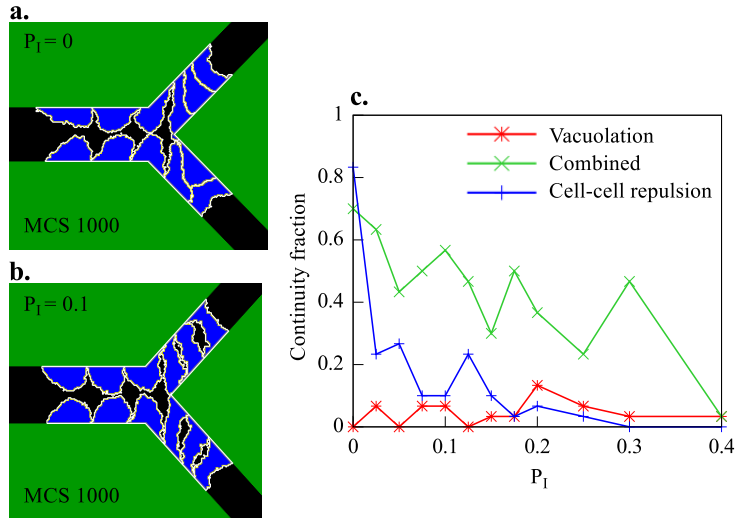 a.
P_I = 0
MCS 1000
b.
P_I = 0.1
MCS 1000
c.
Vacuolation
Combined
Cell-cell repulsion
Continuity fraction
1
0.8
0.6
0.4
0.2
0
0 0.1 0.2 0.3 0.4
P_I